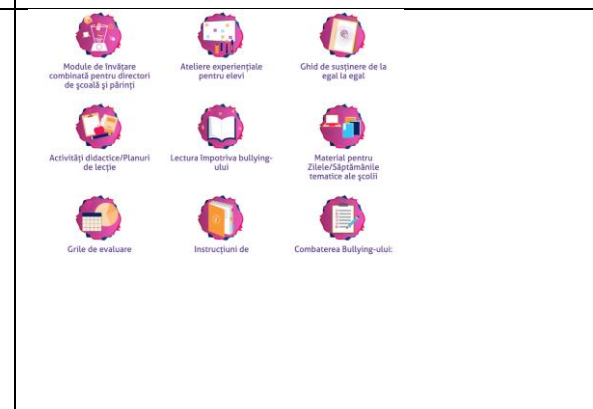 Module de învățare
combinată pentru directori
de școală și părinți
Ateliere experiențiale
pentru elevi
Ghid de susținere de la
egal la egal
Activități didactice/Planuri
de lecție
Lectura împotriva bullying-
ului
Material pentru
Zilele/Săptămânile
tematice ale școlii
Grile de evaluare
Instrucțiuni de
Combaterea Bullying-ului: